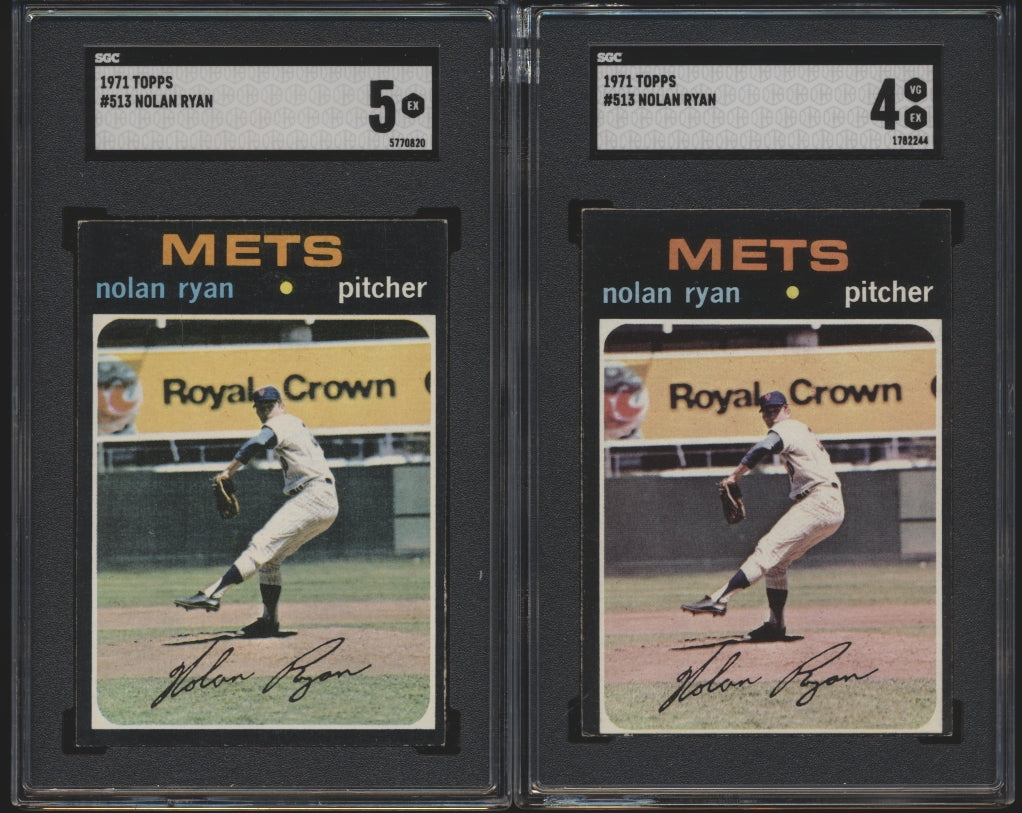 SGC
1971 TOPPS
#513 NOLAN RYAN
5 EX
5770820
METS
nolan ryan pitcher
Royal Crown
Nolan Ryan
SGC
1971 TOPPS
#513 NOLAN RYAN
4 VG EX
1782244
METS
nolan ryan pitcher
Royal Crown
Nolan Ryan